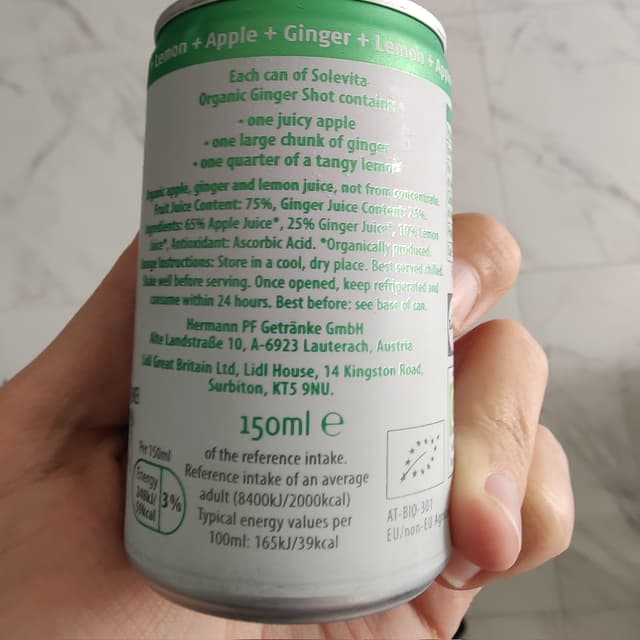 Lemon + Apple + Ginger + Lemon + Ap
Each can of Solevita
Organic Ginger Shot contains
• one juicy apple
• one large chunk of ginger
• one quarter of a tangy lemon
Organic apple, ginger and lemon juice, not from concentrate.
Fruit Juice Content: 75%, Ginger Juice Content: 25%.
Ingredients: 65% Apple Juice*, 25% Ginger Juice*, 10% Lemon
Juice*, Antioxidant: Ascorbic Acid. *Organically produced.
Storage Instructions: Store in a cool, dry place. Best served chilled.
Shake well before serving. Once opened, keep refrigerated and
consume within 24 hours. Best before: see base of can.
Hermann PF Getränke GmbH
Alte Landstraße 10, A-6923 Lauterach, Austria
Lidl Great Britain Ltd, Lidl House, 14 Kingston Road,
Surbiton, KT5 9NU.
150ml ℮
Per 150ml
Energy
248kJ/
59kcal
3%
of the reference intake.
Reference intake of an average
adult (8400kJ/2000kcal)
Typical energy values per
100ml: 165kJ/39kcal
AT-BIO-301
EU/non-EU Ag